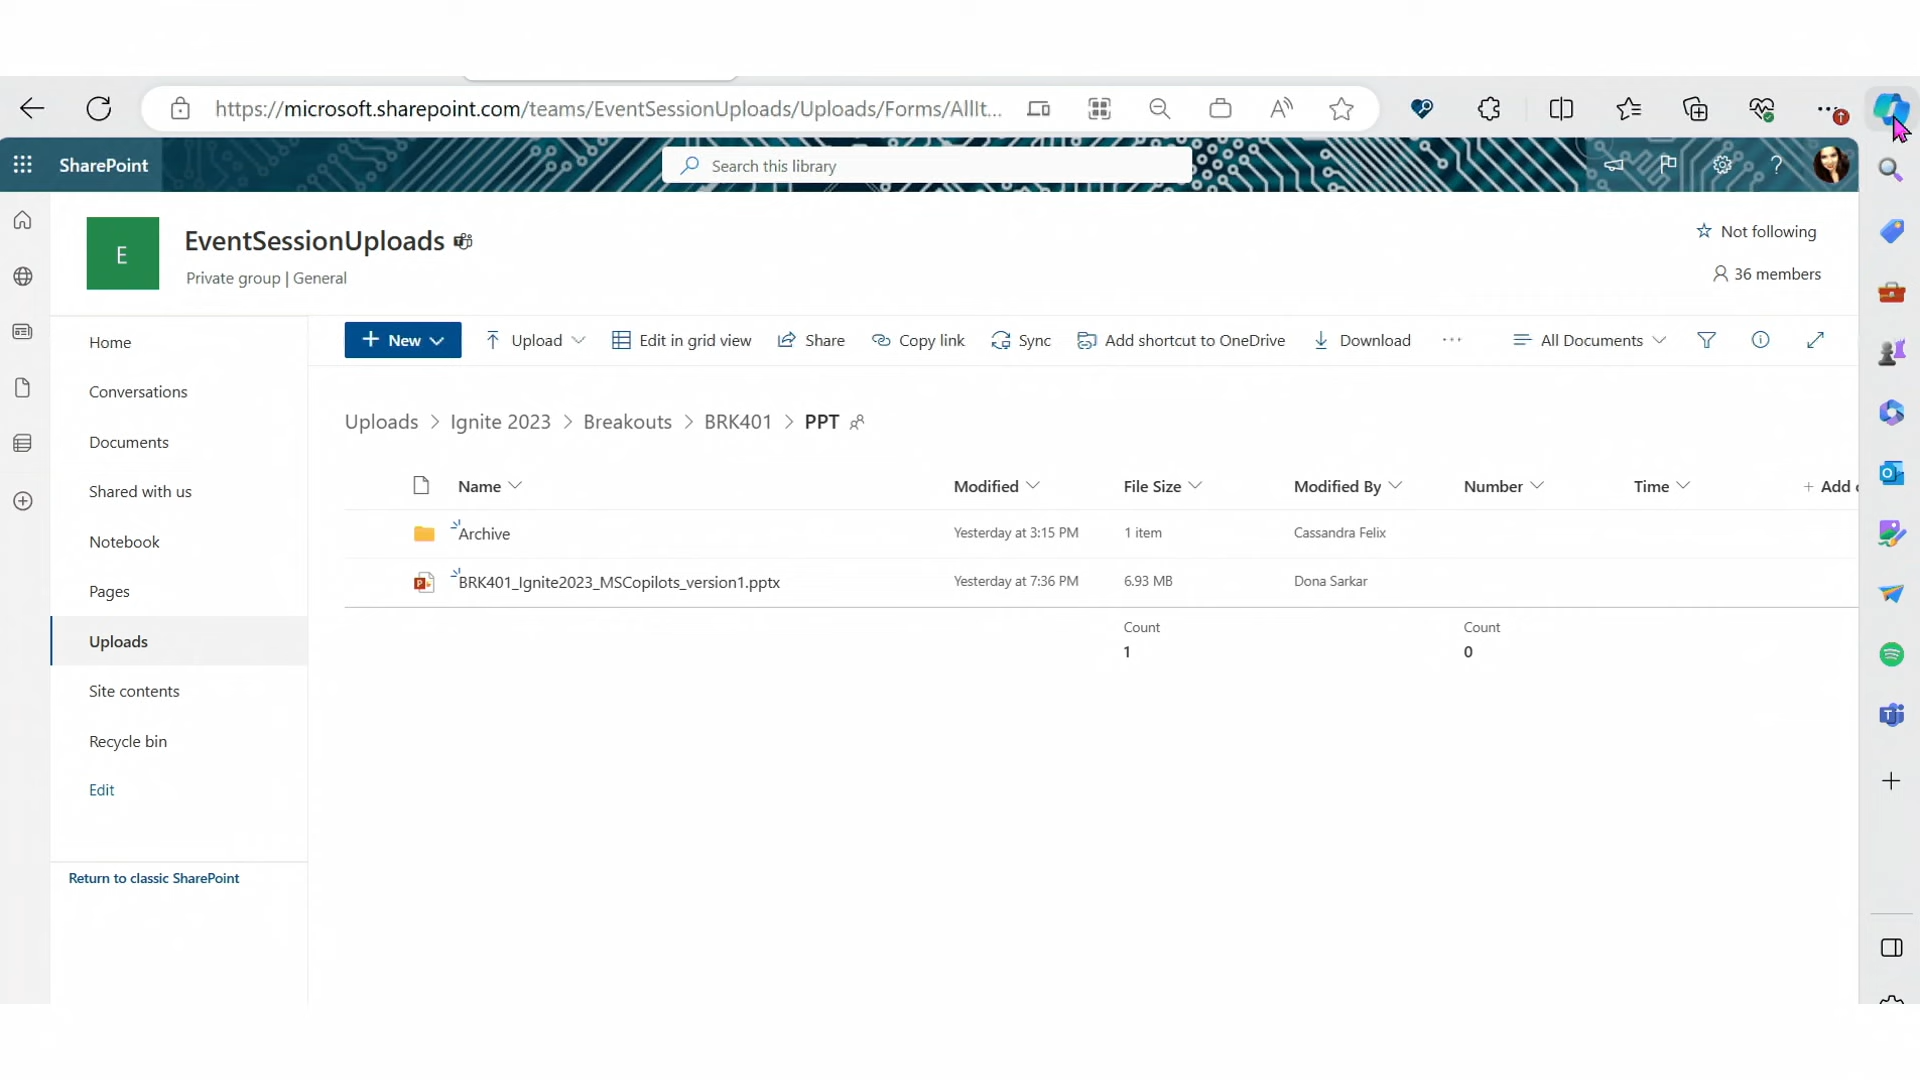 https://microsoft.sharepoint.com/teams/EventSessionUploads/Uploads/Forms/AllIt...
SharePoint
Search this library
E
EventSessionUploads
Private group | General
Not following
36 members
Home
Conversations
Documents
Shared with us
Notebook
Pages
Uploads
Site contents
Recycle bin
Edit
Return to classic SharePoint
+ New
Upload
Edit in grid view
Share
Copy link
Sync
Add shortcut to OneDrive
Download
...
All Documents
Uploads > Ignite 2023 > Breakouts > BRK401 > PPT
Name Modified File Size Modified By Number Time + Add
Archive Yesterday at 3:15 PM 1 item Cassandra Felix
BRK401_Ignite2023_MSCopilots_version1.pptx Yesterday at 7:36 PM 6.93 MB Dona Sarkar
Count Count
1 0